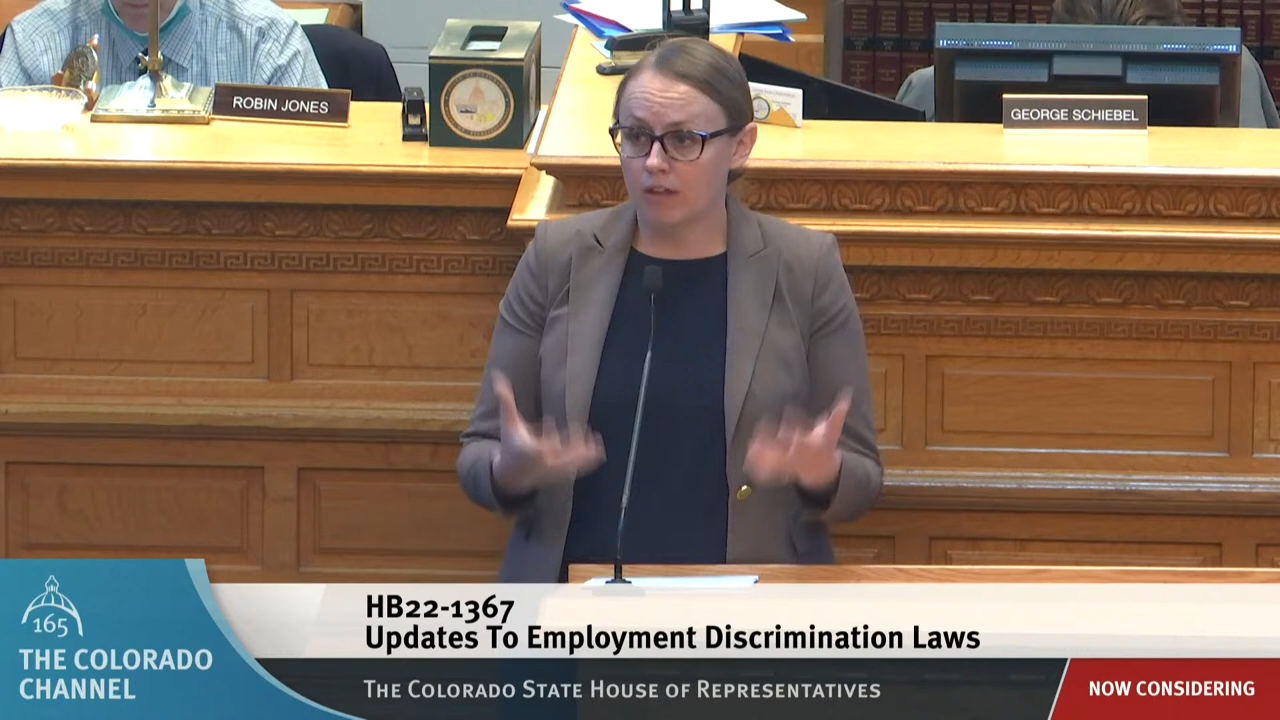 ROBIN JONES
GEORGE SCHIEBEL
HB22-1367
Updates To Employment Discrimination Laws
165
THE COLORADO
CHANNEL
THE COLORADO STATE HOUSE OF REPRESENTATIVES
NOW CONSIDERING